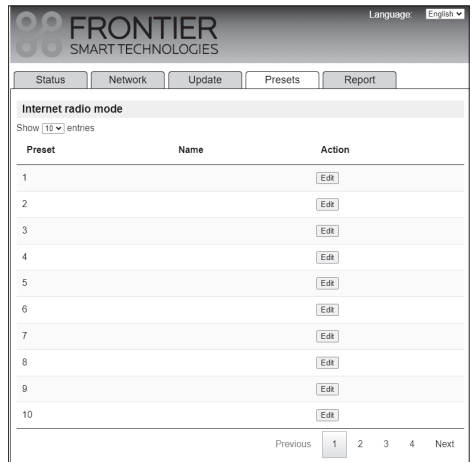 Language: English
FRONTIER
SMART TECHNOLOGIES
Status Network Update Presets Report
Internet radio mode
Show 10 entries
Preset Name Action
1 Edit
2 Edit
3 Edit
4 Edit
5 Edit
6 Edit
7 Edit
8 Edit
9 Edit
10 Edit
Previous 1 2 3 4 Next